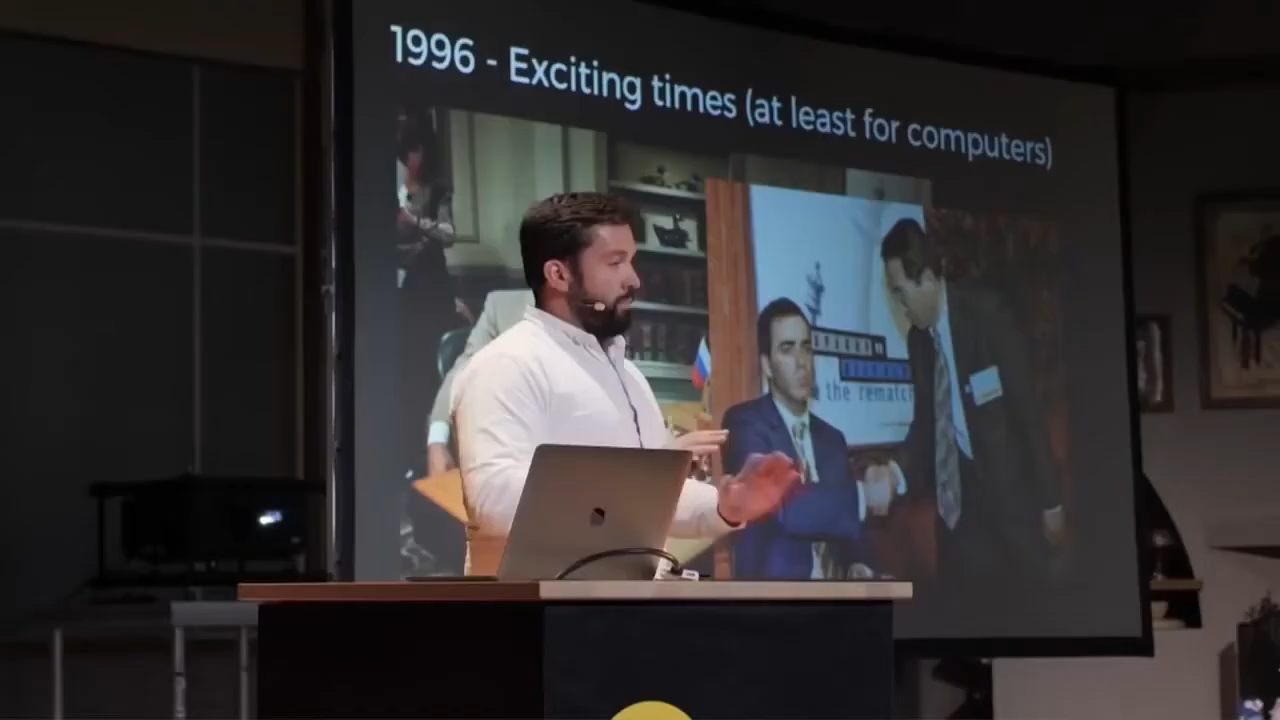 1996 - Exciting times (at least for computers)
the rematch